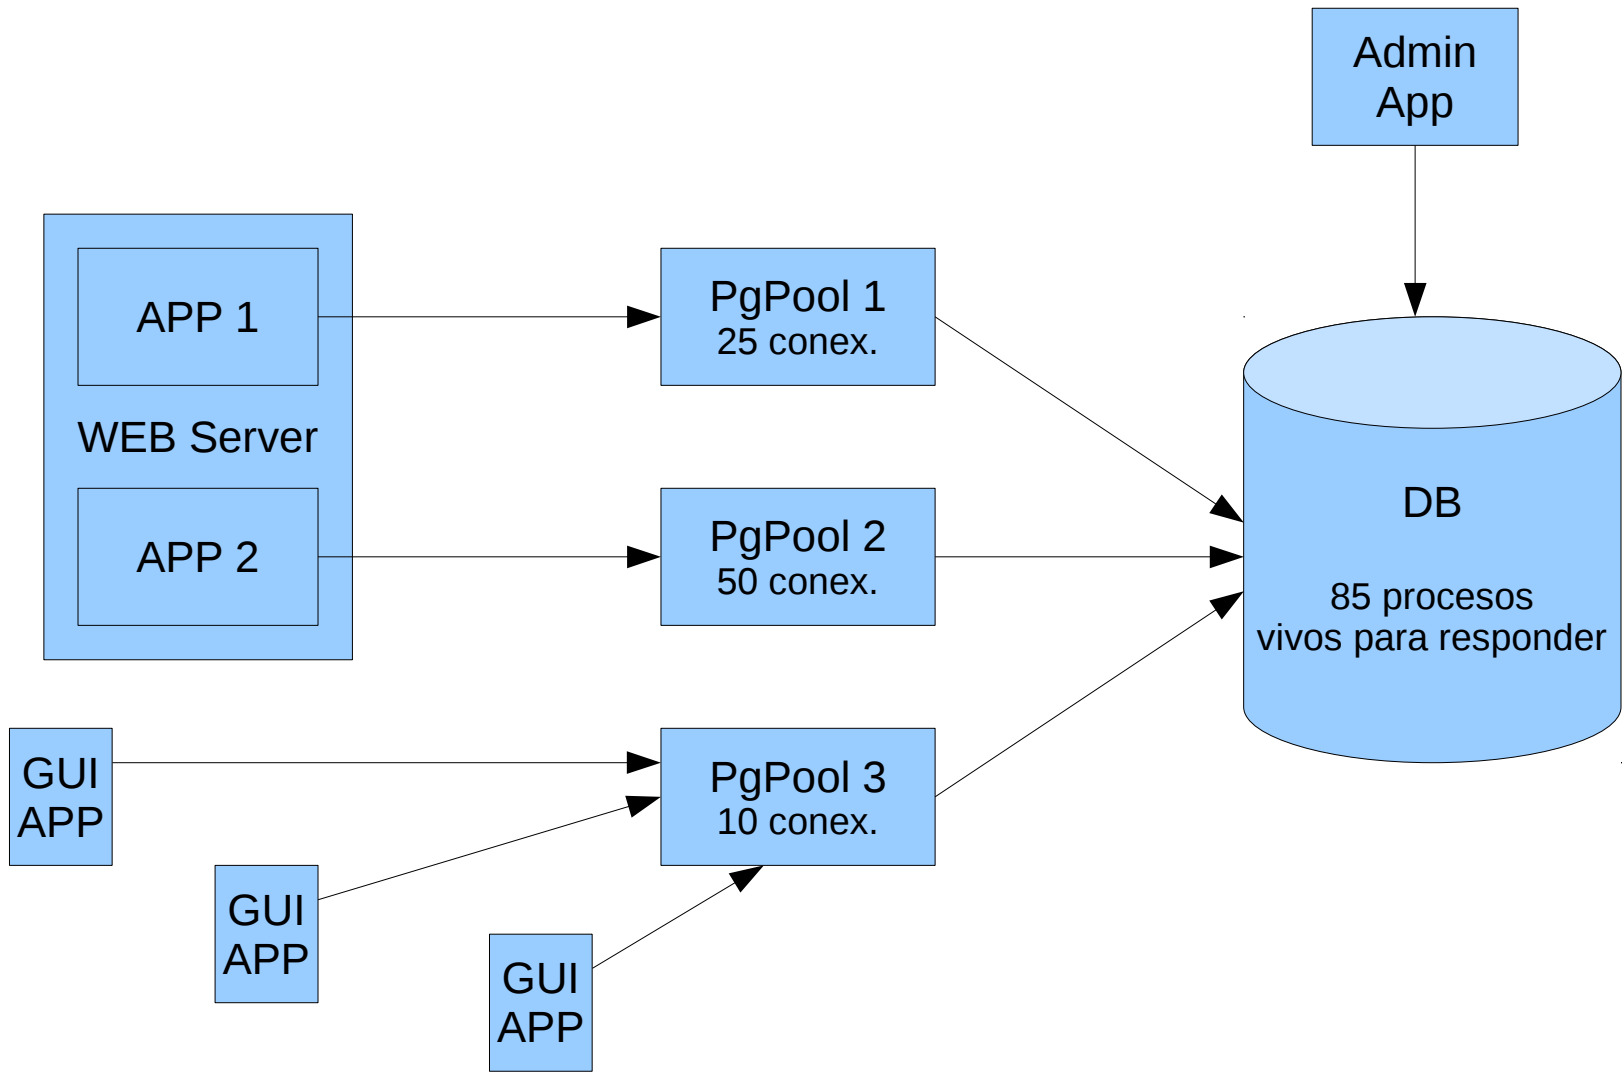 Admin
App
APP 1
PgPool 1
25 conex.
WEB Server
APP 2
PgPool 2
50 conex.
DB
85 procesos
vivos para responder
GUI
APP
PgPool 3
10 conex.
GUI
APP
GUI
APP